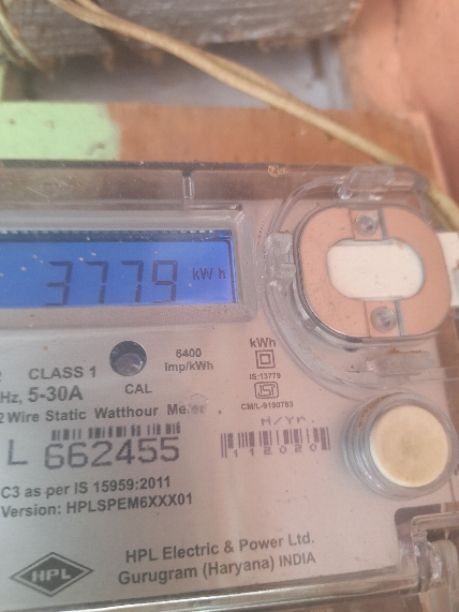 3779 kWh
CLASS 1
6400
Imp/kWh
kWh
Hz, 5-30A
CAL
IS-13779
CM/L-9190783
2 Wire Static Watthour Meter
M/Yr.
L 662455
112020
C3 as per IS 15959:2011
Version: HPLSPEM6XXX01
HPL
HPL Electric & Power Ltd.
Gurugram (Haryana) INDIA